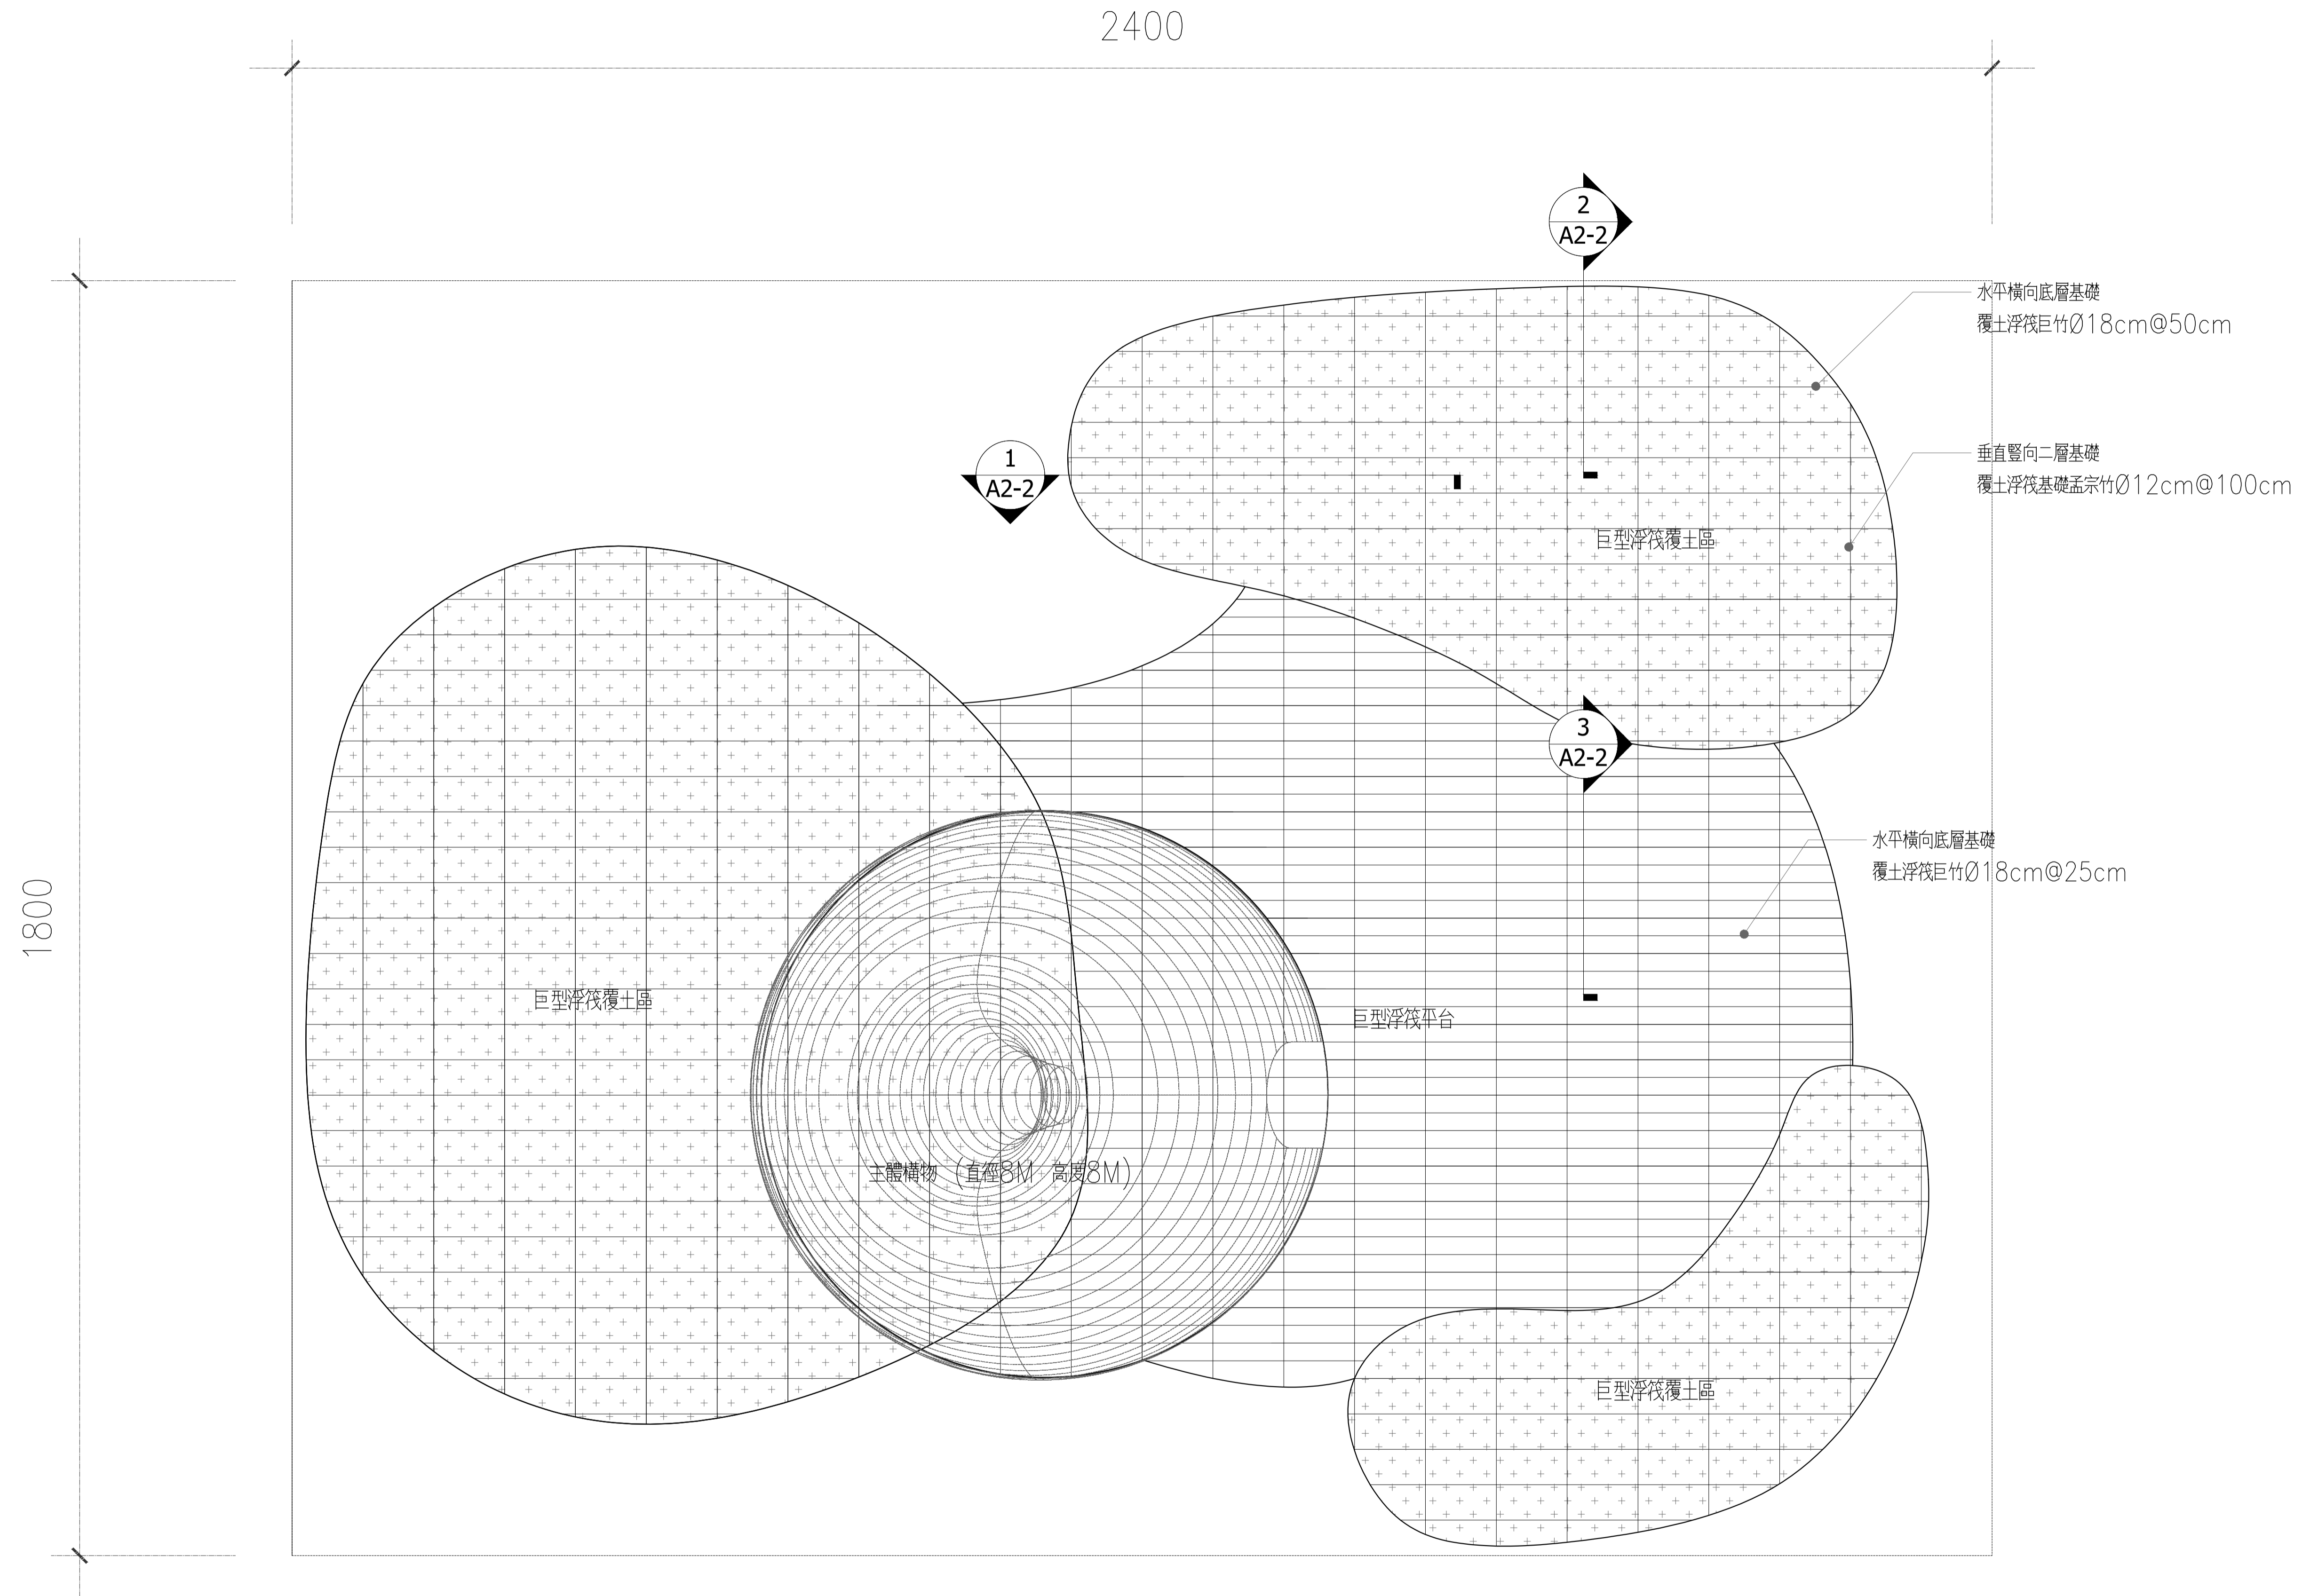 2400
2
A2-2
水平橫向底層基礎
覆土浮筏巨竹Ø18cm@50cm
1
A2-2
垂直豎向二層基礎
覆土浮筏基礎孟宗竹Ø12cm@100cm
巨型浮筏覆土區
3
A2-2
水平橫向底層基礎
覆土浮筏巨竹Ø18cm@25cm
1800
巨型浮筏覆土區
巨型浮筏平台
主體構物 (直徑8M 高度8M)
巨型浮筏覆土區